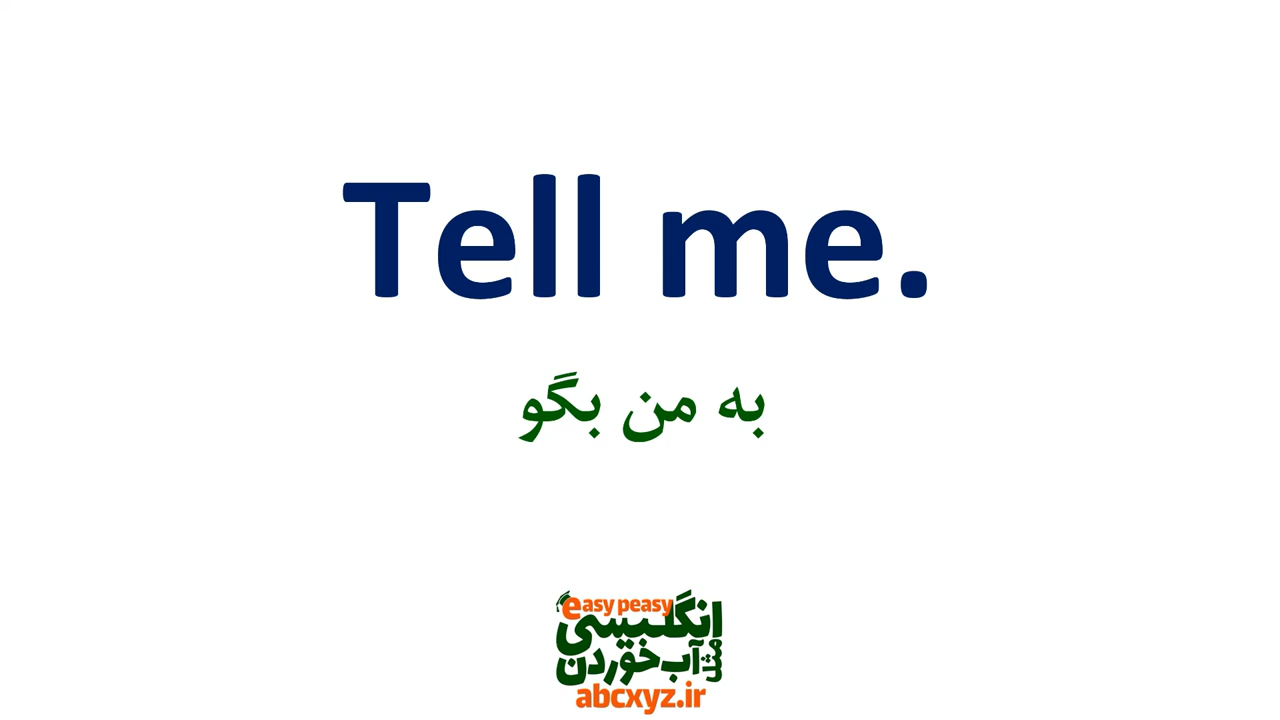 Tell me.
به من بگو
easy peasy
انگلیسی
مثل آب خوردن
abcxyz.ir